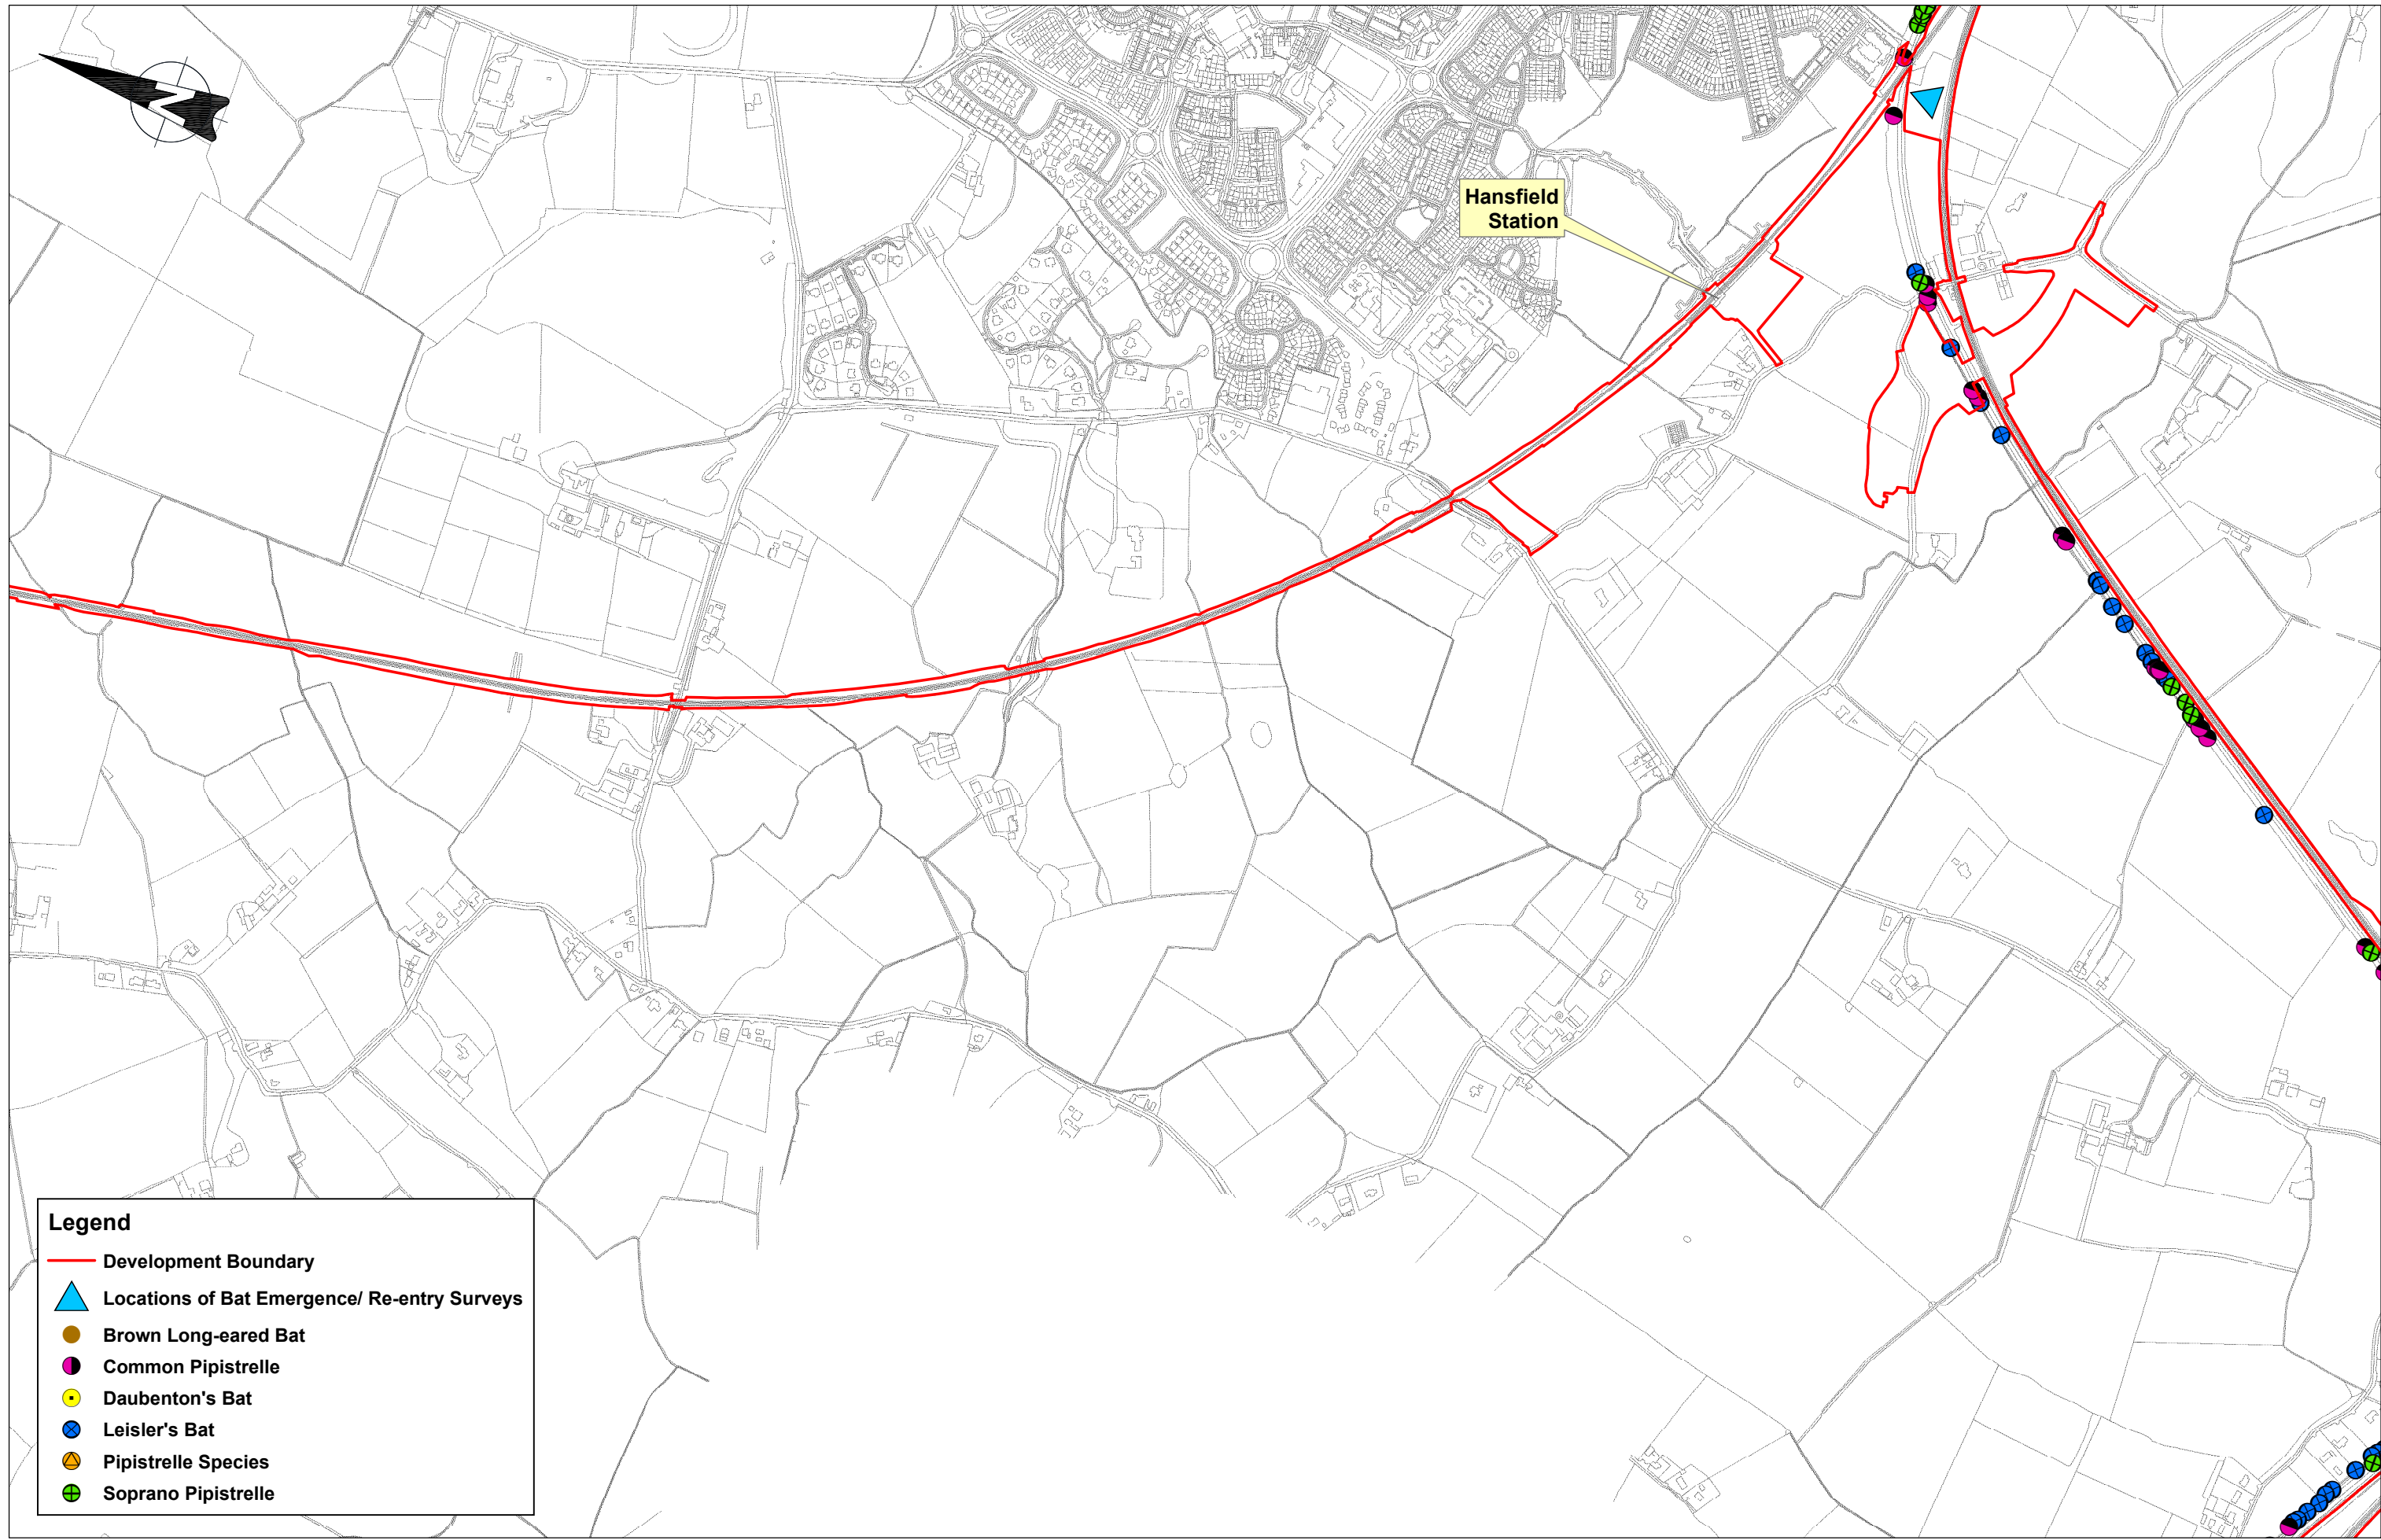 N
Hansfield
Station
Legend
Development Boundary
Locations of Bat Emergence/ Re-entry Surveys
Brown Long-eared Bat
Common Pipistrelle
Daubenton's Bat
Leisler's Bat
Pipistrelle Species
Soprano Pipistrelle